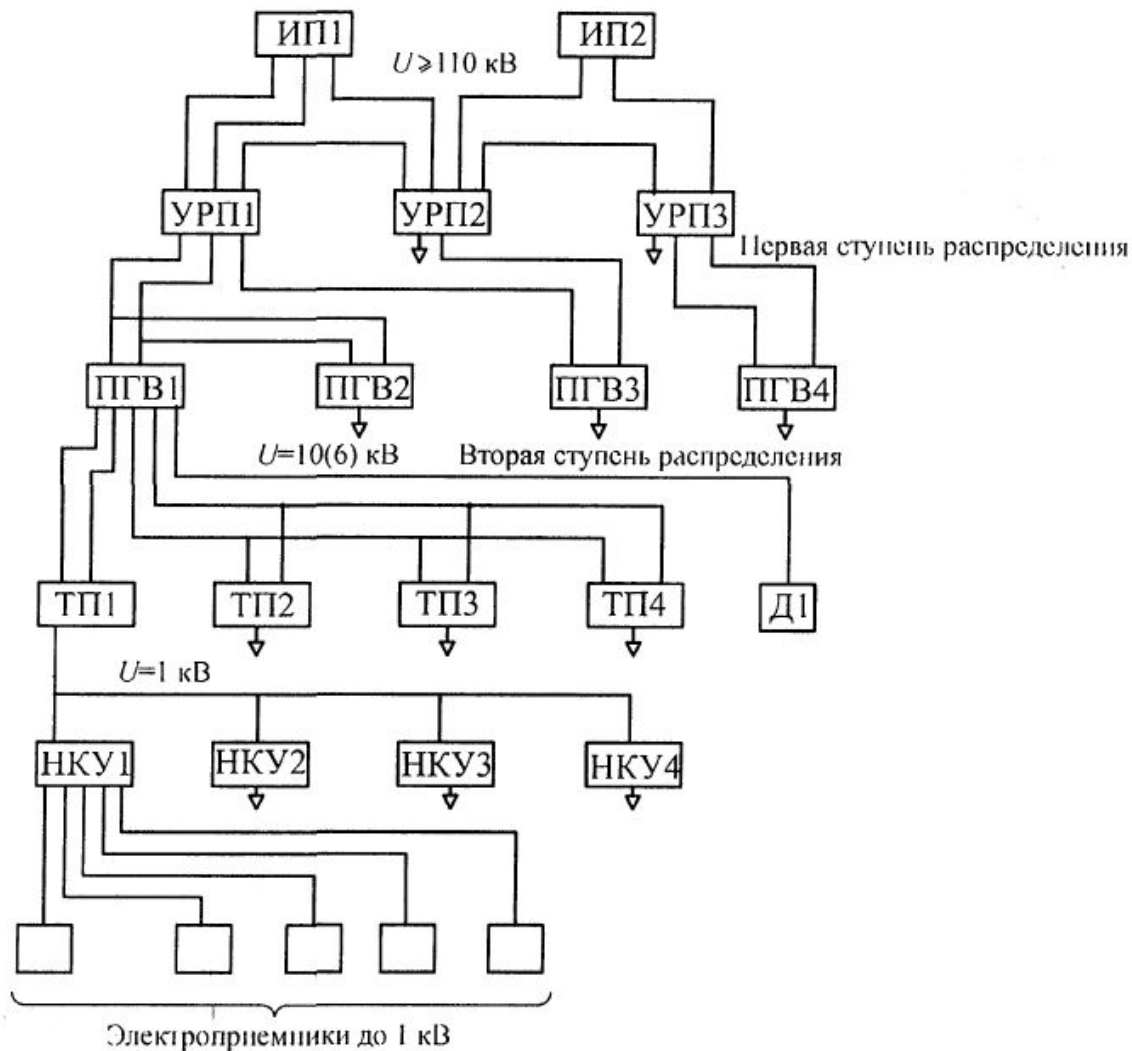 ИП1 ИП2
U⩾110 кВ
УРП1 УРП2 УРП3
Первая ступень распределения
ПГВ1 ПГВ2 ПГВ3 ПГВ4
U=10(6) кВ Вторая ступень распределения
ТП1 ТП2 ТП3 ТП4 Д1
U=1 кВ
НКУ1 НКУ2 НКУ3 НКУ4
Электроприемники до 1 кВ